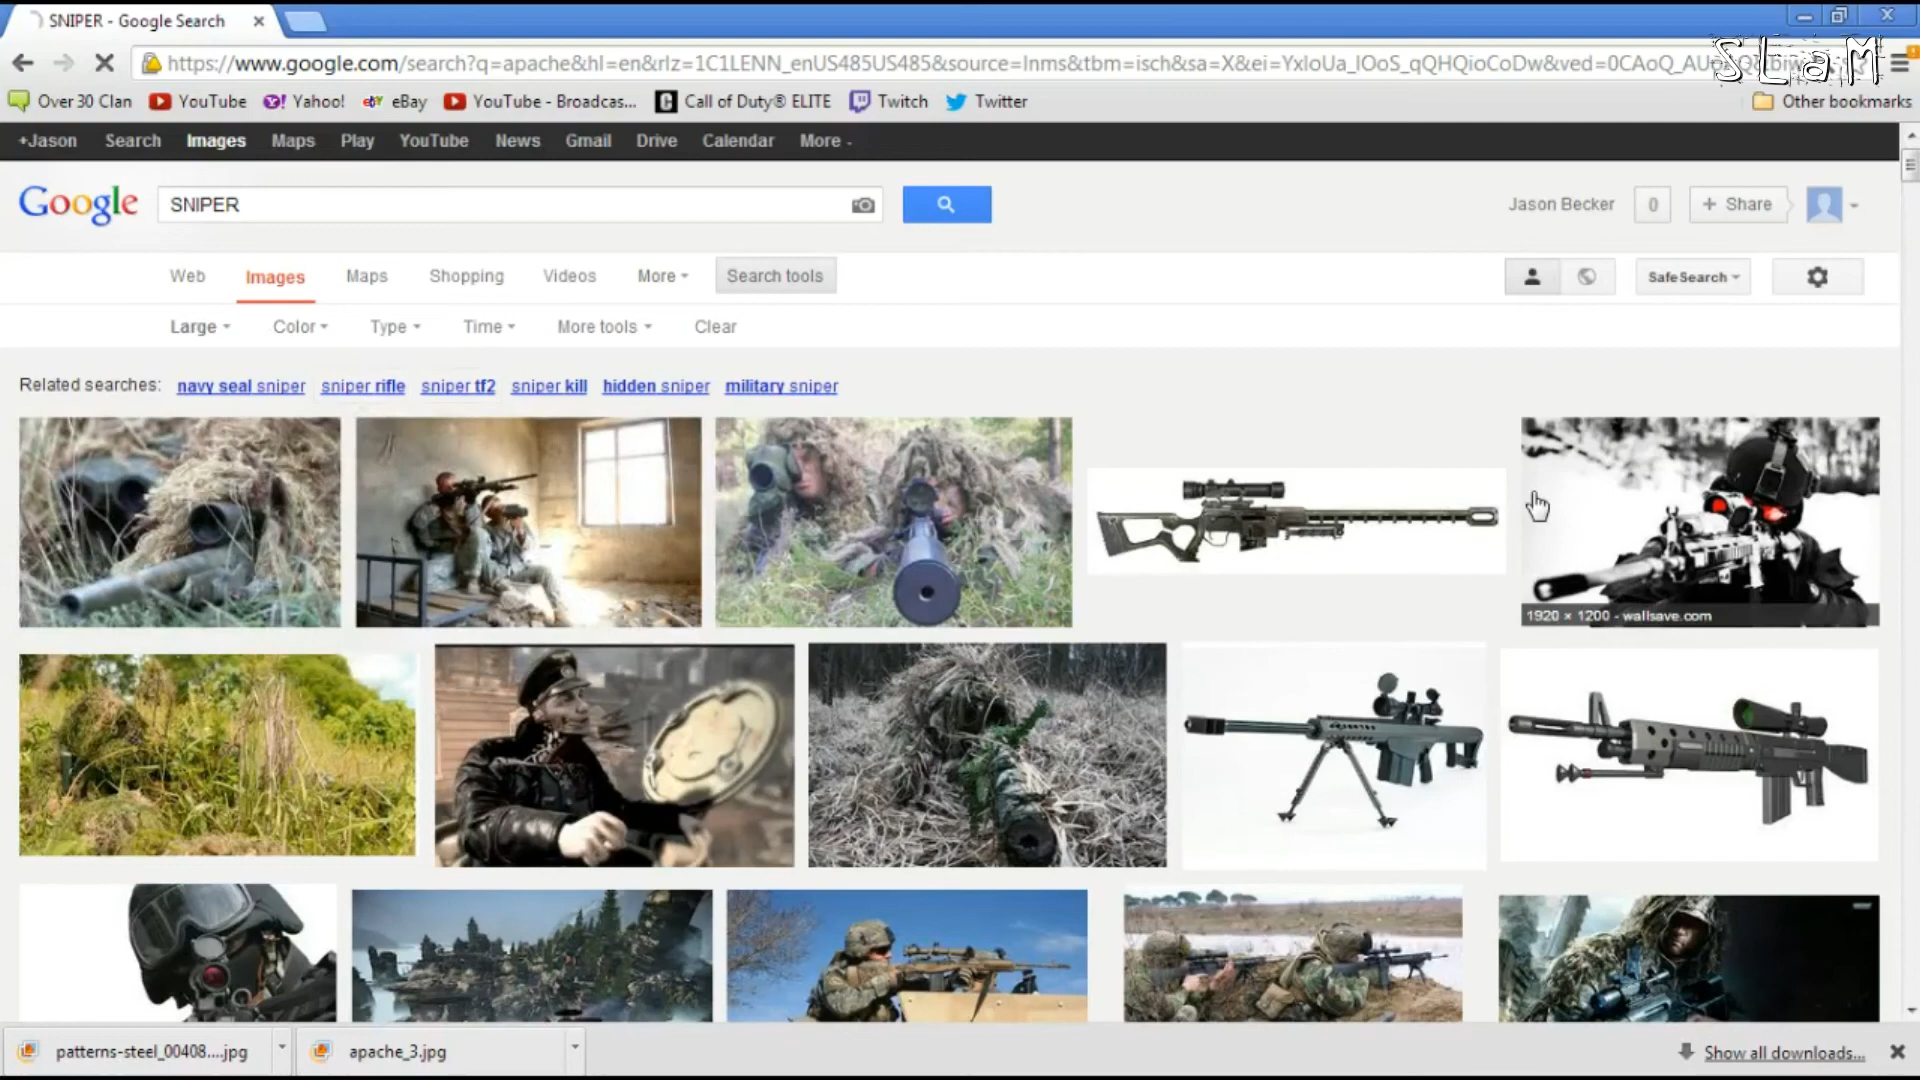 SNIPER - Google Search
https://www.google.com/search?q=apache&hl=en&rlz=1C1LENN_enUS485US485&source=lnms&tbm=isch&sa=X&ei=YxIoUa_IOoS_qQHQioCoDw&ved=0CAoQ_AU
SLaM
Over 30 Clan YouTube Yahoo! eBay YouTube - Broadcas... Call of Duty® ELITE Twitch Twitter Other bookmarks
+Jason Search Images Maps Play YouTube News Gmail Drive Calendar More
Google SNIPER Jason Becker 0 + Share
Web Images Maps Shopping Videos More Search tools SafeSearch
Large Color Type Time More tools Clear
Related searches: navy seal sniper sniper rifle sniper tf2 sniper kill hidden sniper military sniper
1920 × 1200 - wallsave.com
patterns-steel_00408....jpg apache_3.jpg Show all downloads...